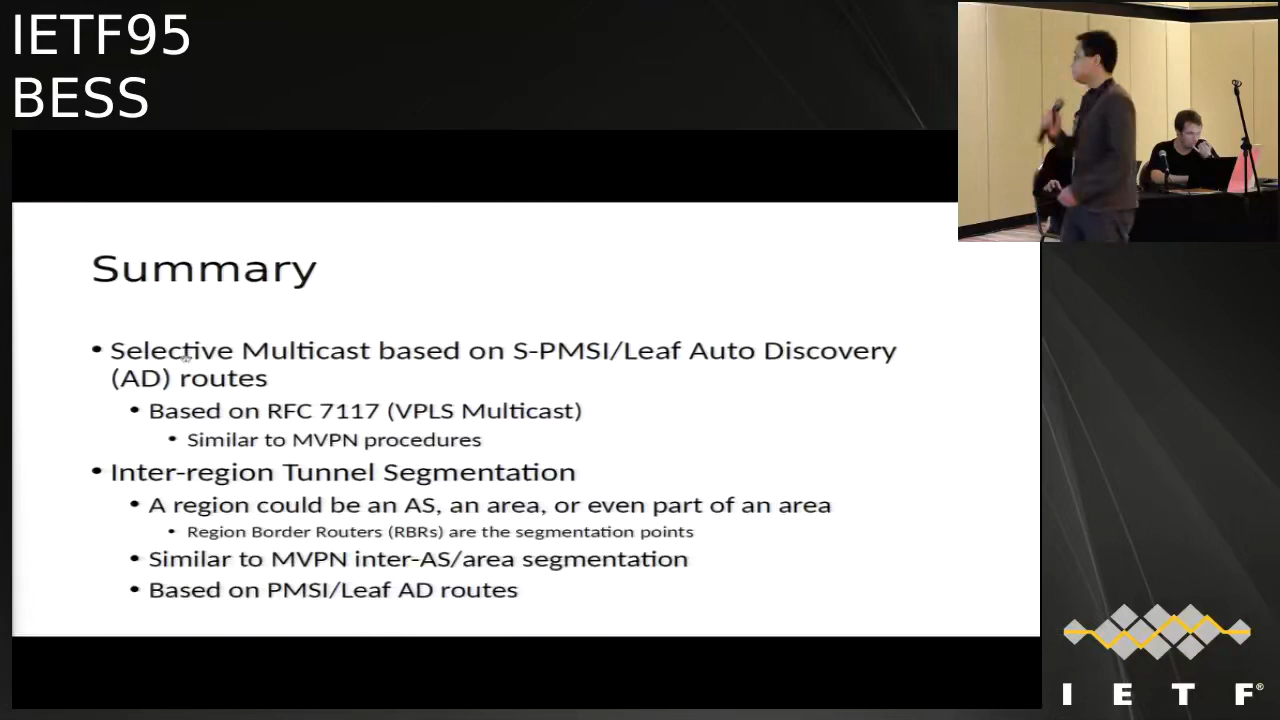 IETF95
BESS
Summary
• Selective Multicast based on S-PMSI/Leaf Auto Discovery
(AD) routes
• Based on RFC 7117 (VPLS Multicast)
• Similar to MVPN procedures
• Inter-region Tunnel Segmentation
• A region could be an AS, an area, or even part of an area
• Region Border Routers (RBRs) are the segmentation points
• Similar to MVPN inter-AS/area segmentation
• Based on PMSI/Leaf AD routes
I E T F®